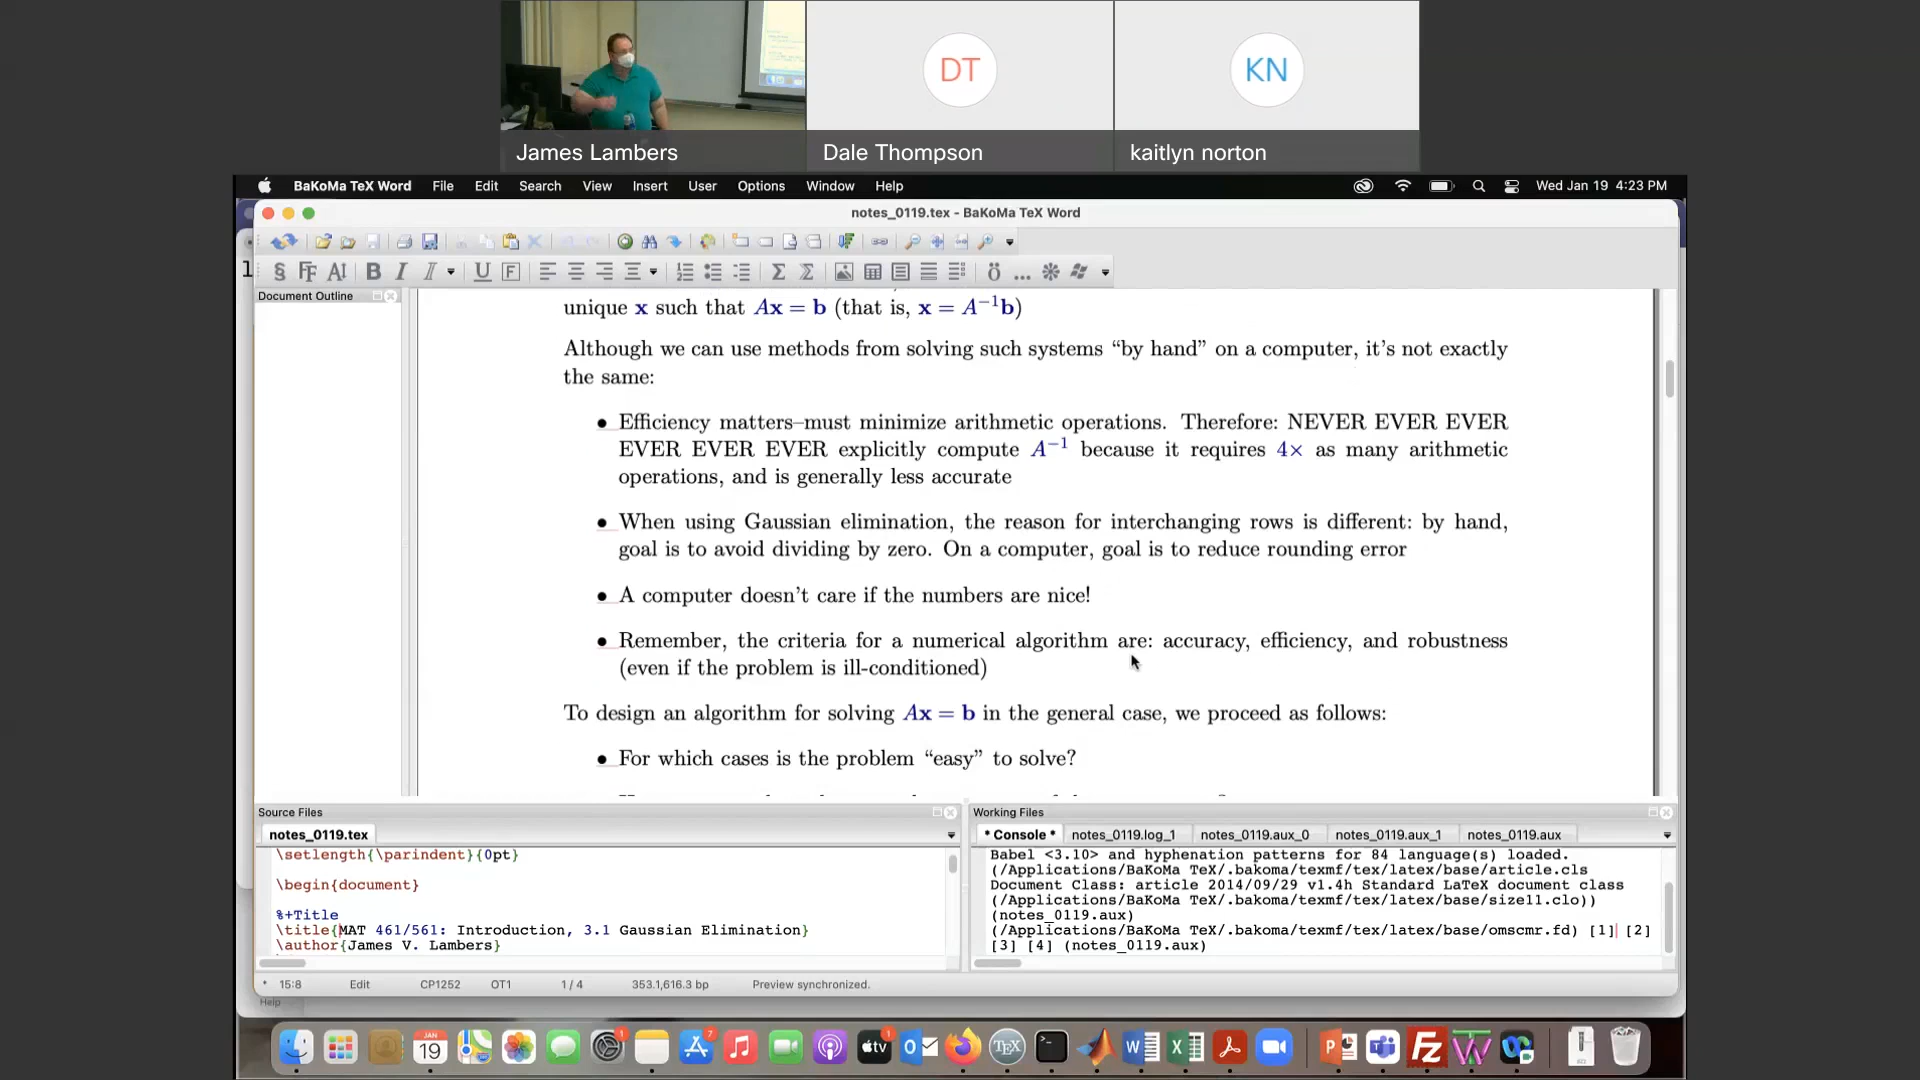 DT
KN
James Lambers
Dale Thompson
kaitlyn norton
BaKoMa TeX Word File Edit Search View Insert User Options Window Help Wed Jan 19 4:23 PM
notes_0119.tex - BaKoMa TeX Word
Document Outline
unique x such that Ax = b (that is, x = A⁻¹b)
Although we can use methods from solving such systems “by hand” on a computer, it’s not exactly
the same:
• Efficiency matters–must minimize arithmetic operations. Therefore: NEVER EVER EVER
EVER EVER EVER explicitly compute A⁻¹ because it requires 4× as many arithmetic
operations, and is generally less accurate
• When using Gaussian elimination, the reason for interchanging rows is different: by hand,
goal is to avoid dividing by zero. On a computer, goal is to reduce rounding error
• A computer doesn’t care if the numbers are nice!
• Remember, the criteria for a numerical algorithm are: accuracy, efficiency, and robustness
(even if the problem is ill-conditioned)
To design an algorithm for solving Ax = b in the general case, we proceed as follows:
• For which cases is the problem “easy” to solve?
Source Files
notes_0119.tex
\setlength{\parindent}{0pt}
\begin{document}
%+Title
\title{MAT 461/561: Introduction, 3.1 Gaussian Elimination}
\author{James V. Lambers}
Working Files
* Console * notes_0119.log_1 notes_0119.aux_0 notes_0119.aux_1 notes_0119.aux
Babel <3.10> and hyphenation patterns for 84 language(s) loaded.
(/Applications/BaKoMa TeX/.bakoma/texmf/tex/latex/base/article.cls
Document Class: article 2014/09/29 v1.4h Standard LaTeX document class
(/Applications/BaKoMa TeX/.bakoma/texmf/tex/latex/base/size11.clo))
(notes_0119.aux)
(/Applications/BaKoMa TeX/.bakoma/texmf/tex/latex/base/omscmr.fd) [1] [2]
[3] [4] (notes_0119.aux)
* 15:8 Edit CP1252 OT1 1 / 4 353.1,616.3 bp Preview synchronized.
Help
JAN
19
1
7
tv
1
TEX